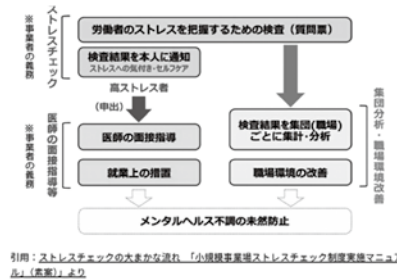 ※事業者の義務
ストレスチェック
労働者のストレスを把握するための検査（質問票）
検査結果を本人に通知
ストレスへの気付き・セルフケア
高ストレス者
（申出）
※事業者の義務
医師の面接指導等
医師の面接指導
就業上の措置
検査結果を集団(職場)
ごとに集計・分析
職場環境の改善
集団分析・職場環境改善
メンタルヘルス不調の未然防止
引用：ストレスチェックの大まかな流れ 「小規模事業場ストレスチェック制度実施マニュア
ル」（素案）」より